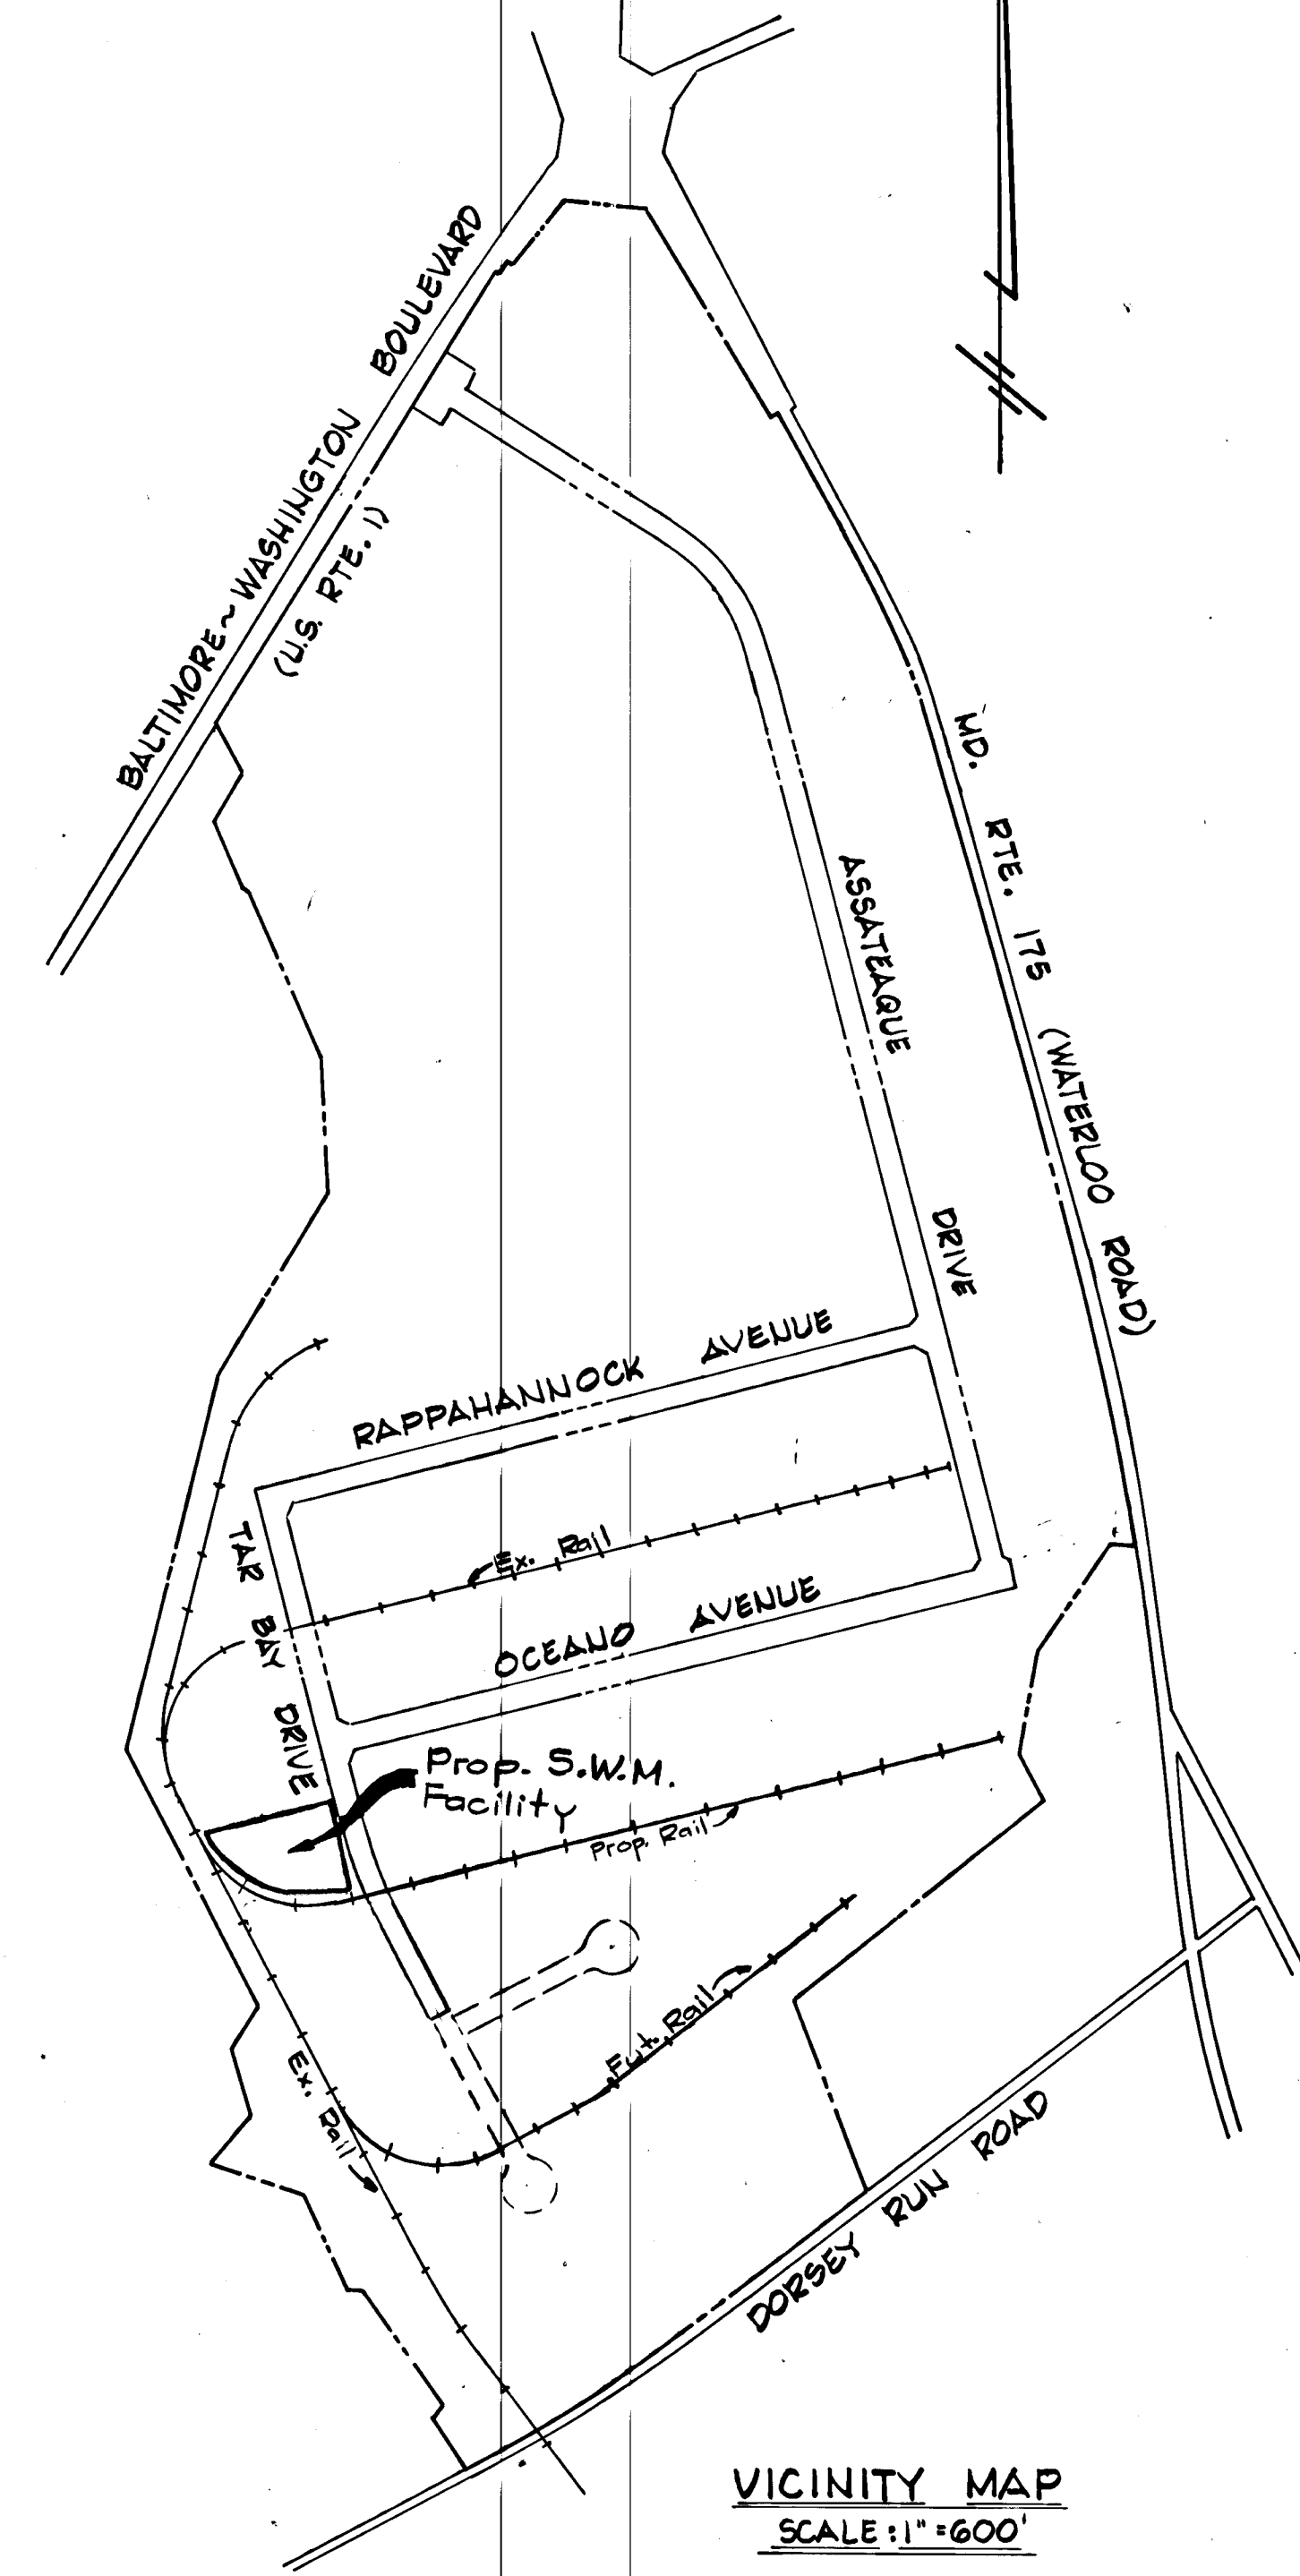 BALTIMORE ~ WASHINGTON BOULEVARD
(U.S. RTE. 1)
MD. RTE. 175 (WATERLOO ROAD)
ASSATEAQUE DRIVE
RAPPAHANNOCK AVENUE
TAR BAY DRIVE
Ex. Rail
OCEANO AVENUE
Prop. S.W.M.
Facility
Prop. Rail
Fut. Rail
Ex. Rail
DORSEY RUN ROAD
VICINITY MAP
SCALE: 1" = 600'